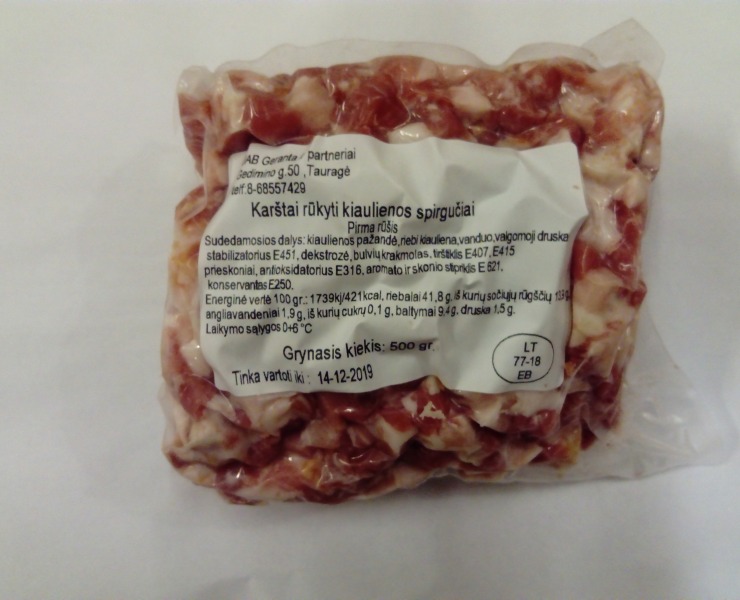 AB Geranta partneriai
Gedimino g.50 ,Tauragė
telf.8-68557429
Karštai rūkyti kiaulienos spirgučiai
Pirma rūšis
Sudedamosios dalys: kiaulienos pažandė,riebi kiauliena,vanduo,valgomoji druska
stabilizatorius E451, dekstrozė, bulvių krakmolas, tirštiklis E407, E415
prieskoniai, antioksidatorius E316, aromato ir skonio stipriklis E 621,
konservantas E250.
Energinė vertė 100 gr.: 1739kj/421kcal, riebalai 41,8 g, iš kurių sočiųjų rūgščių
angliavandeniai 1,9 g, iš kurių cukrų 0,1 g, baltymai 9,4g, druska 1,5 g.
Laikymo sąlygos 0+6 °C
Grynasis kiekis: 500 gr.
Tinka vartoti iki : 14-12-2019
LT
77-18
EB